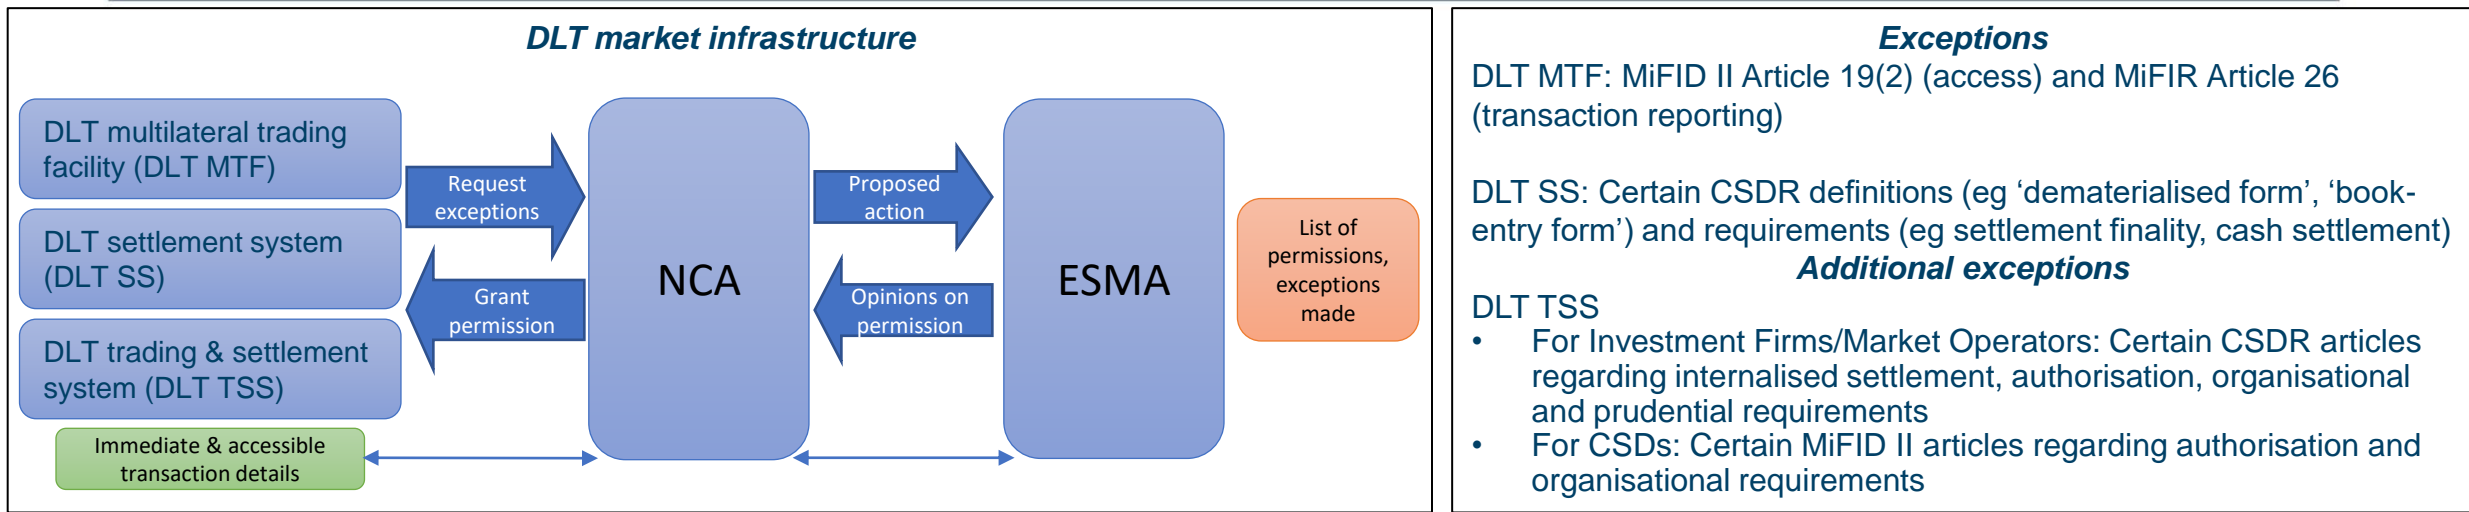 DLT market infrastructure
DLT multilateral trading
facility (DLT MTF)
DLT settlement system
(DLT SS)
DLT trading & settlement
system (DLT TSS)
Immediate & accessible
transaction details
Request
exceptions
Grant
permission
NCA
Proposed
action
Opinions on
permission
ESMA
List of
permissions,
exceptions
made
Exceptions
DLT MTF: MiFID II Article 19(2) (access) and MiFIR Article 26
(transaction reporting)
DLT SS: Certain CSDR definitions (eg ‘dematerialised form’, ‘book-
entry form’) and requirements (eg settlement finality, cash settlement)
Additional exceptions
DLT TSS
• For Investment Firms/Market Operators: Certain CSDR articles
regarding internalised settlement, authorisation, organisational
and prudential requirements
• For CSDs: Certain MiFID II articles regarding authorisation and
organisational requirements